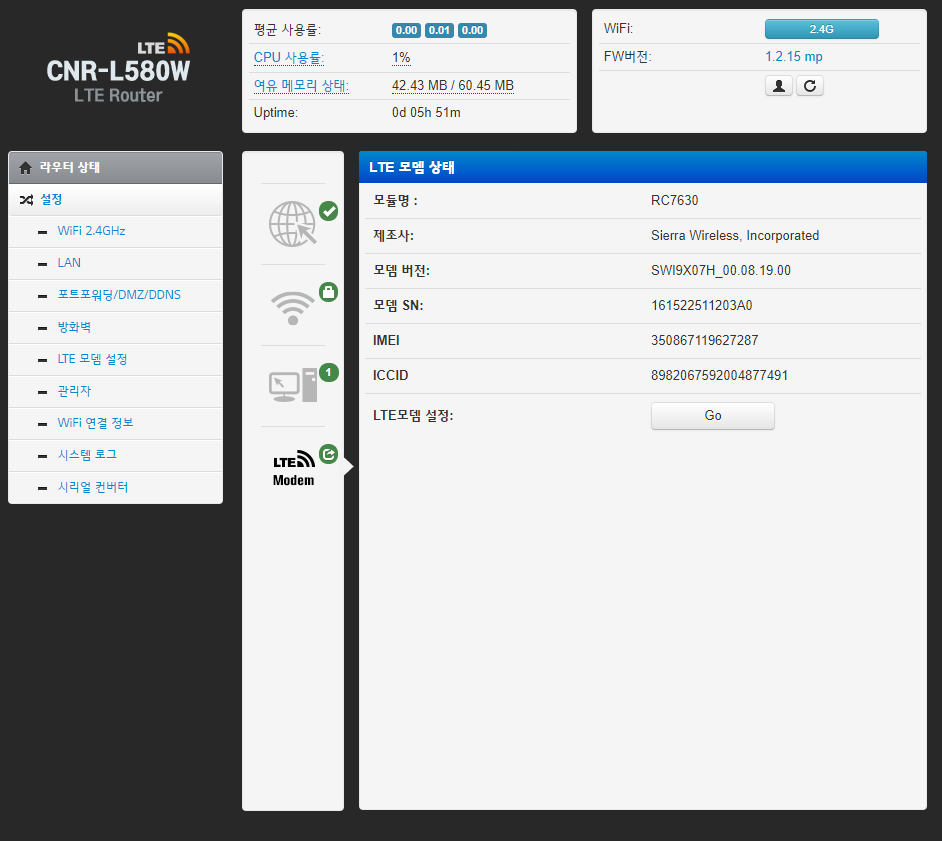 LTE
CNR-L580W
LTE Router
평균 사용률: 0.00 0.01 0.00
CPU 사용률: 1%
여유 메모리 상태: 42.43 MB / 60.45 MB
Uptime: 0d 05h 51m
WiFi: 2.4G
FW버전: 1.2.15 mp
라우터 상태
설정
WiFi 2.4GHz
LAN
포트포워딩/DMZ/DDNS
방화벽
LTE 모뎀 설정
관리자
WiFi 연결 정보
시스템 로그
시리얼 컨버터
1
LTE
Modem
LTE 모뎀 상태
모듈명 : RC7630
제조사: Sierra Wireless, Incorporated
모뎀 버전: SWI9X07H_00.08.19.00
모뎀 SN: 161522511203A0
IMEI 350867119627287
ICCID 8982067592004877491
LTE모뎀 설정: Go